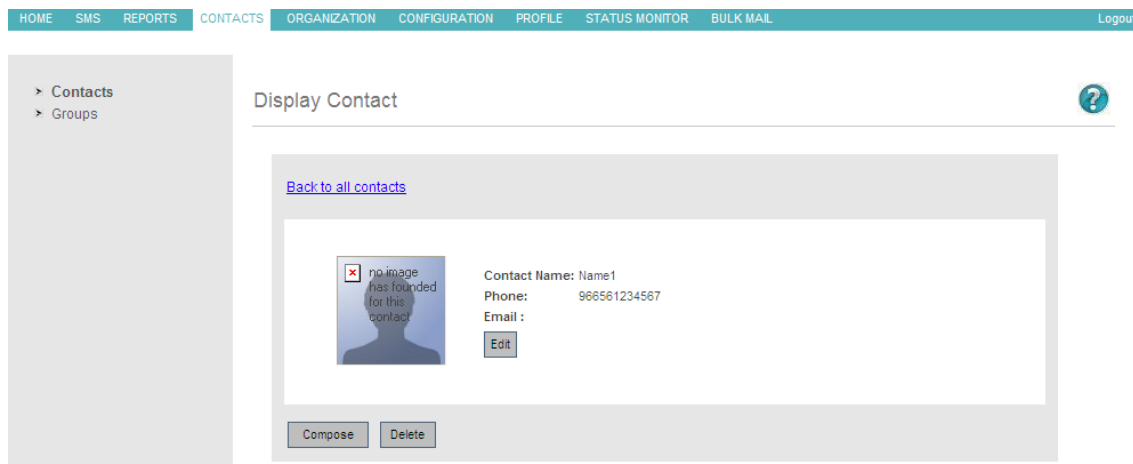 HOME SMS REPORTS CONTACTS ORGANIZATION CONFIGURATION PROFILE STATUS MONITOR BULK MAIL Logou
Contacts
Groups
Display Contact
?
Back to all contacts
no image
has founded
for this
contact
Contact Name: Name1
Phone: 966561234567
Email :
Edit
Compose Delete